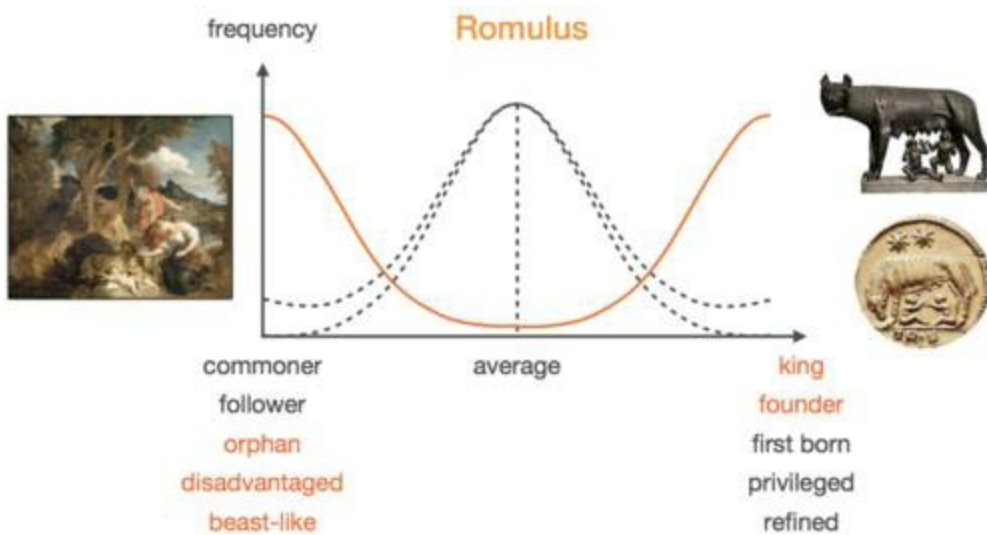 frequency
Romulus
commoner
follower
orphan
disadvantaged
beast-like
average
king
founder
first born
privileged
refined